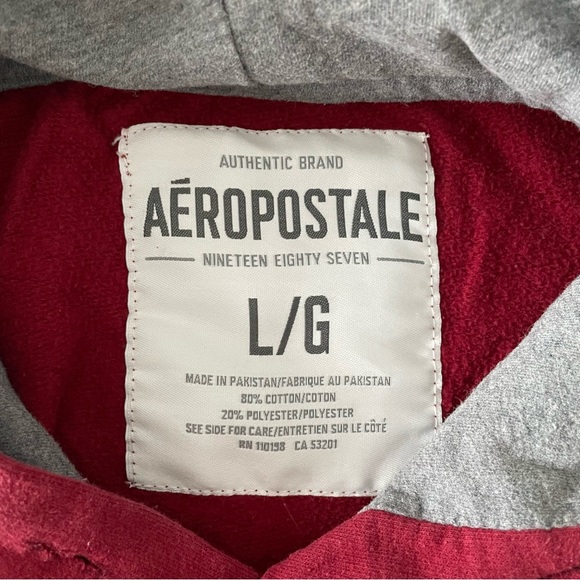 AUTHENTIC BRAND
AÉROPOSTALE
NINETEEN EIGHTY SEVEN
L/G
MADE IN PAKISTAN/FABRIQUE AU PAKISTAN
80% COTTON/COTON
20% POLYESTER/POLYESTER
SEE SIDE FOR CARE/ENTRETIEN SUR LE CÔTÉ
RN 110198 CA 53201